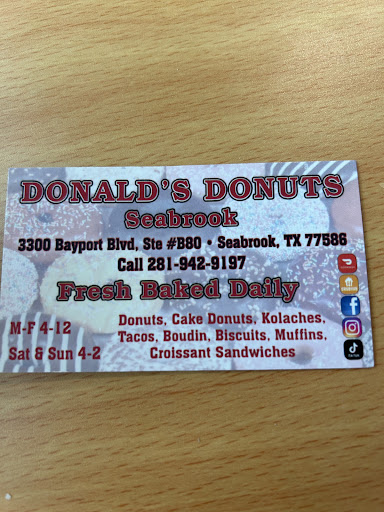 DONALD'S DONUTS
Seabrook
3300 Bayport Blvd, Ste #B80 • Seabrook, TX 77586
Call 281-942-9197
Fresh Baked Daily
M-F 4-12
Sat & Sun 4-2
Donuts, Cake Donuts, Kolaches,
Tacos, Boudin, Biscuits, Muffins,
Croissant Sandwiches